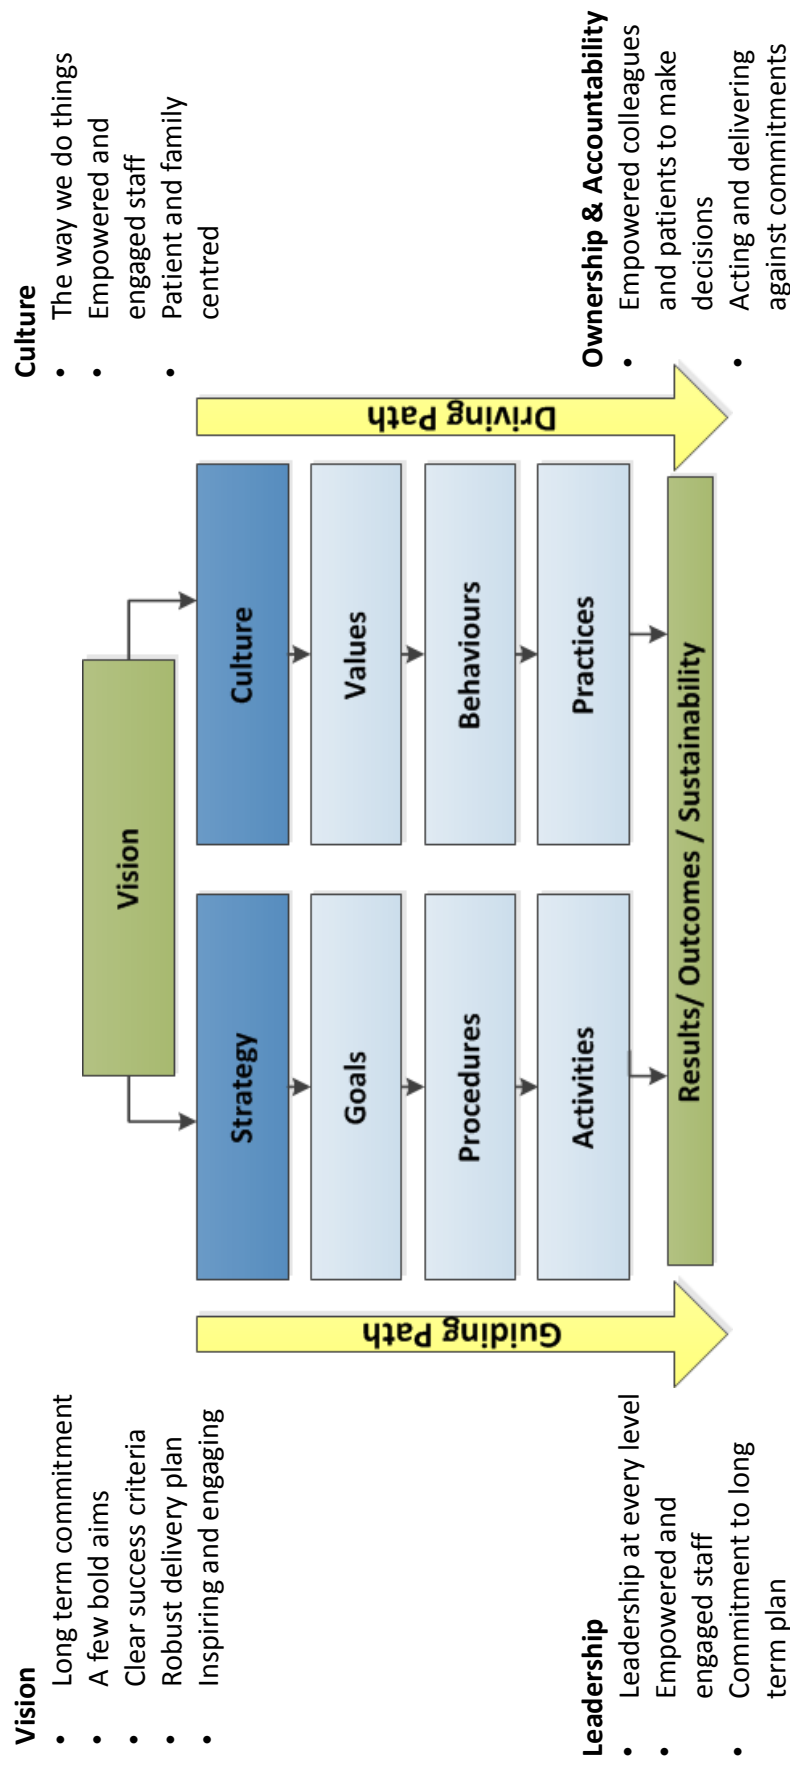 Vision
• Long term commitment
• A few bold aims
• Clear success criteria
• Robust delivery plan
• Inspiring and engaging
Culture
• The way we do things
• Empowered and
engaged staff
• Patient and family
centred
Vision
Guiding Path
Strategy
Goals
Procedures
Activities
Culture
Values
Behaviours
Practices
Driving Path
Results/ Outcomes / Sustainability
Leadership
• Leadership at every level
• Empowered and
engaged staff
• Commitment to long
term plan
Ownership & Accountability
• Empowered colleagues
and patients to make
decisions
• Acting and delivering
against commitments